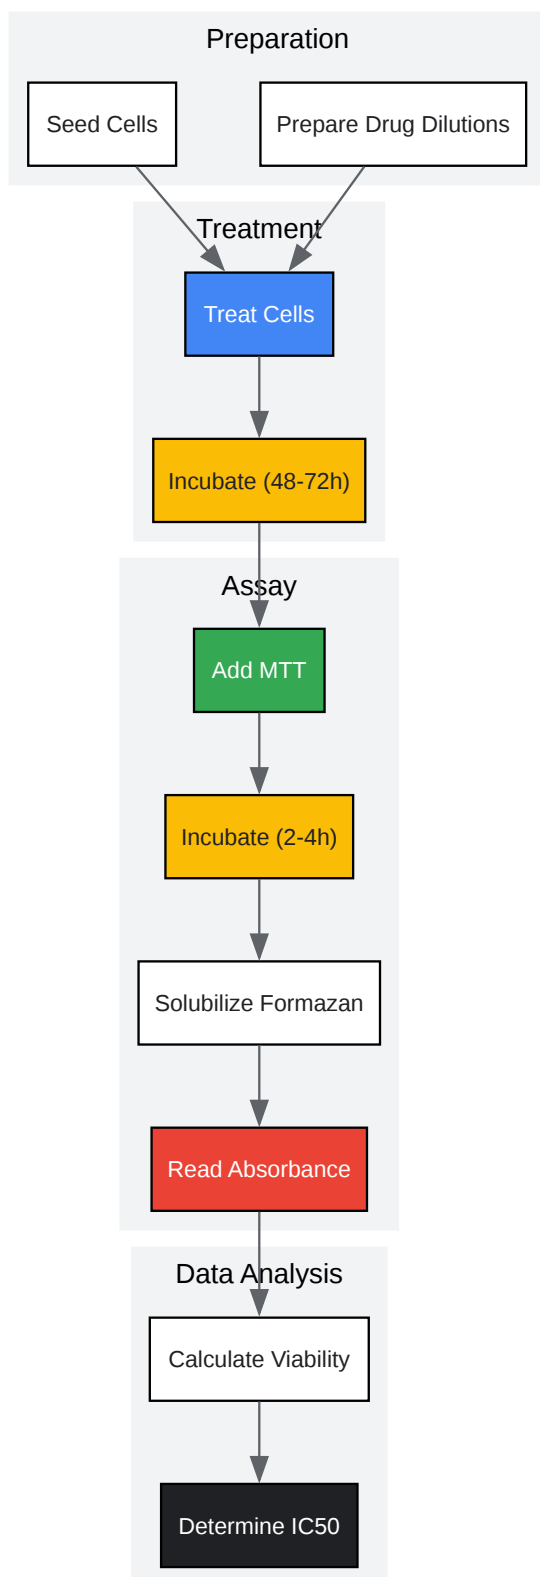 Preparation
Seed Cells
Prepare Drug Dilutions
Treatment
Treat Cells
Incubate (48-72h)
Assay
Add MTT
Incubate (2-4h)
Solubilize Formazan
Read Absorbance
Data Analysis
Calculate Viability
Determine IC50